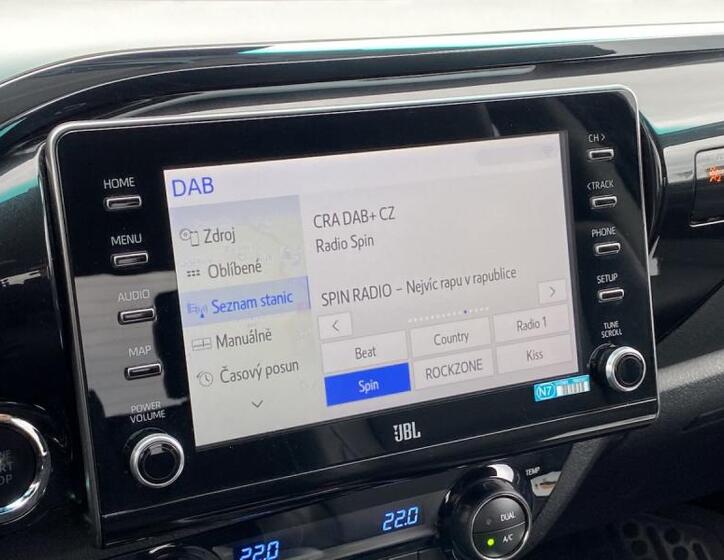 DAB
HOME
MENU
AUDIO
MAP
POWER
VOLUME
Zdroj
Oblíbené
Seznam stanic
Manuálně
Časový posun
CRA DAB+ CZ
Radio Spin
SPIN RADIO – Nejvíc rapu v rapublice
Beat
Country
Radio 1
Spin
ROCKZONE
Kiss
N7
CH >
< TRACK
PHONE
SETUP
TUNE
SCROLL
JBL
22.0
22.0
TEMP
DUAL
A/C